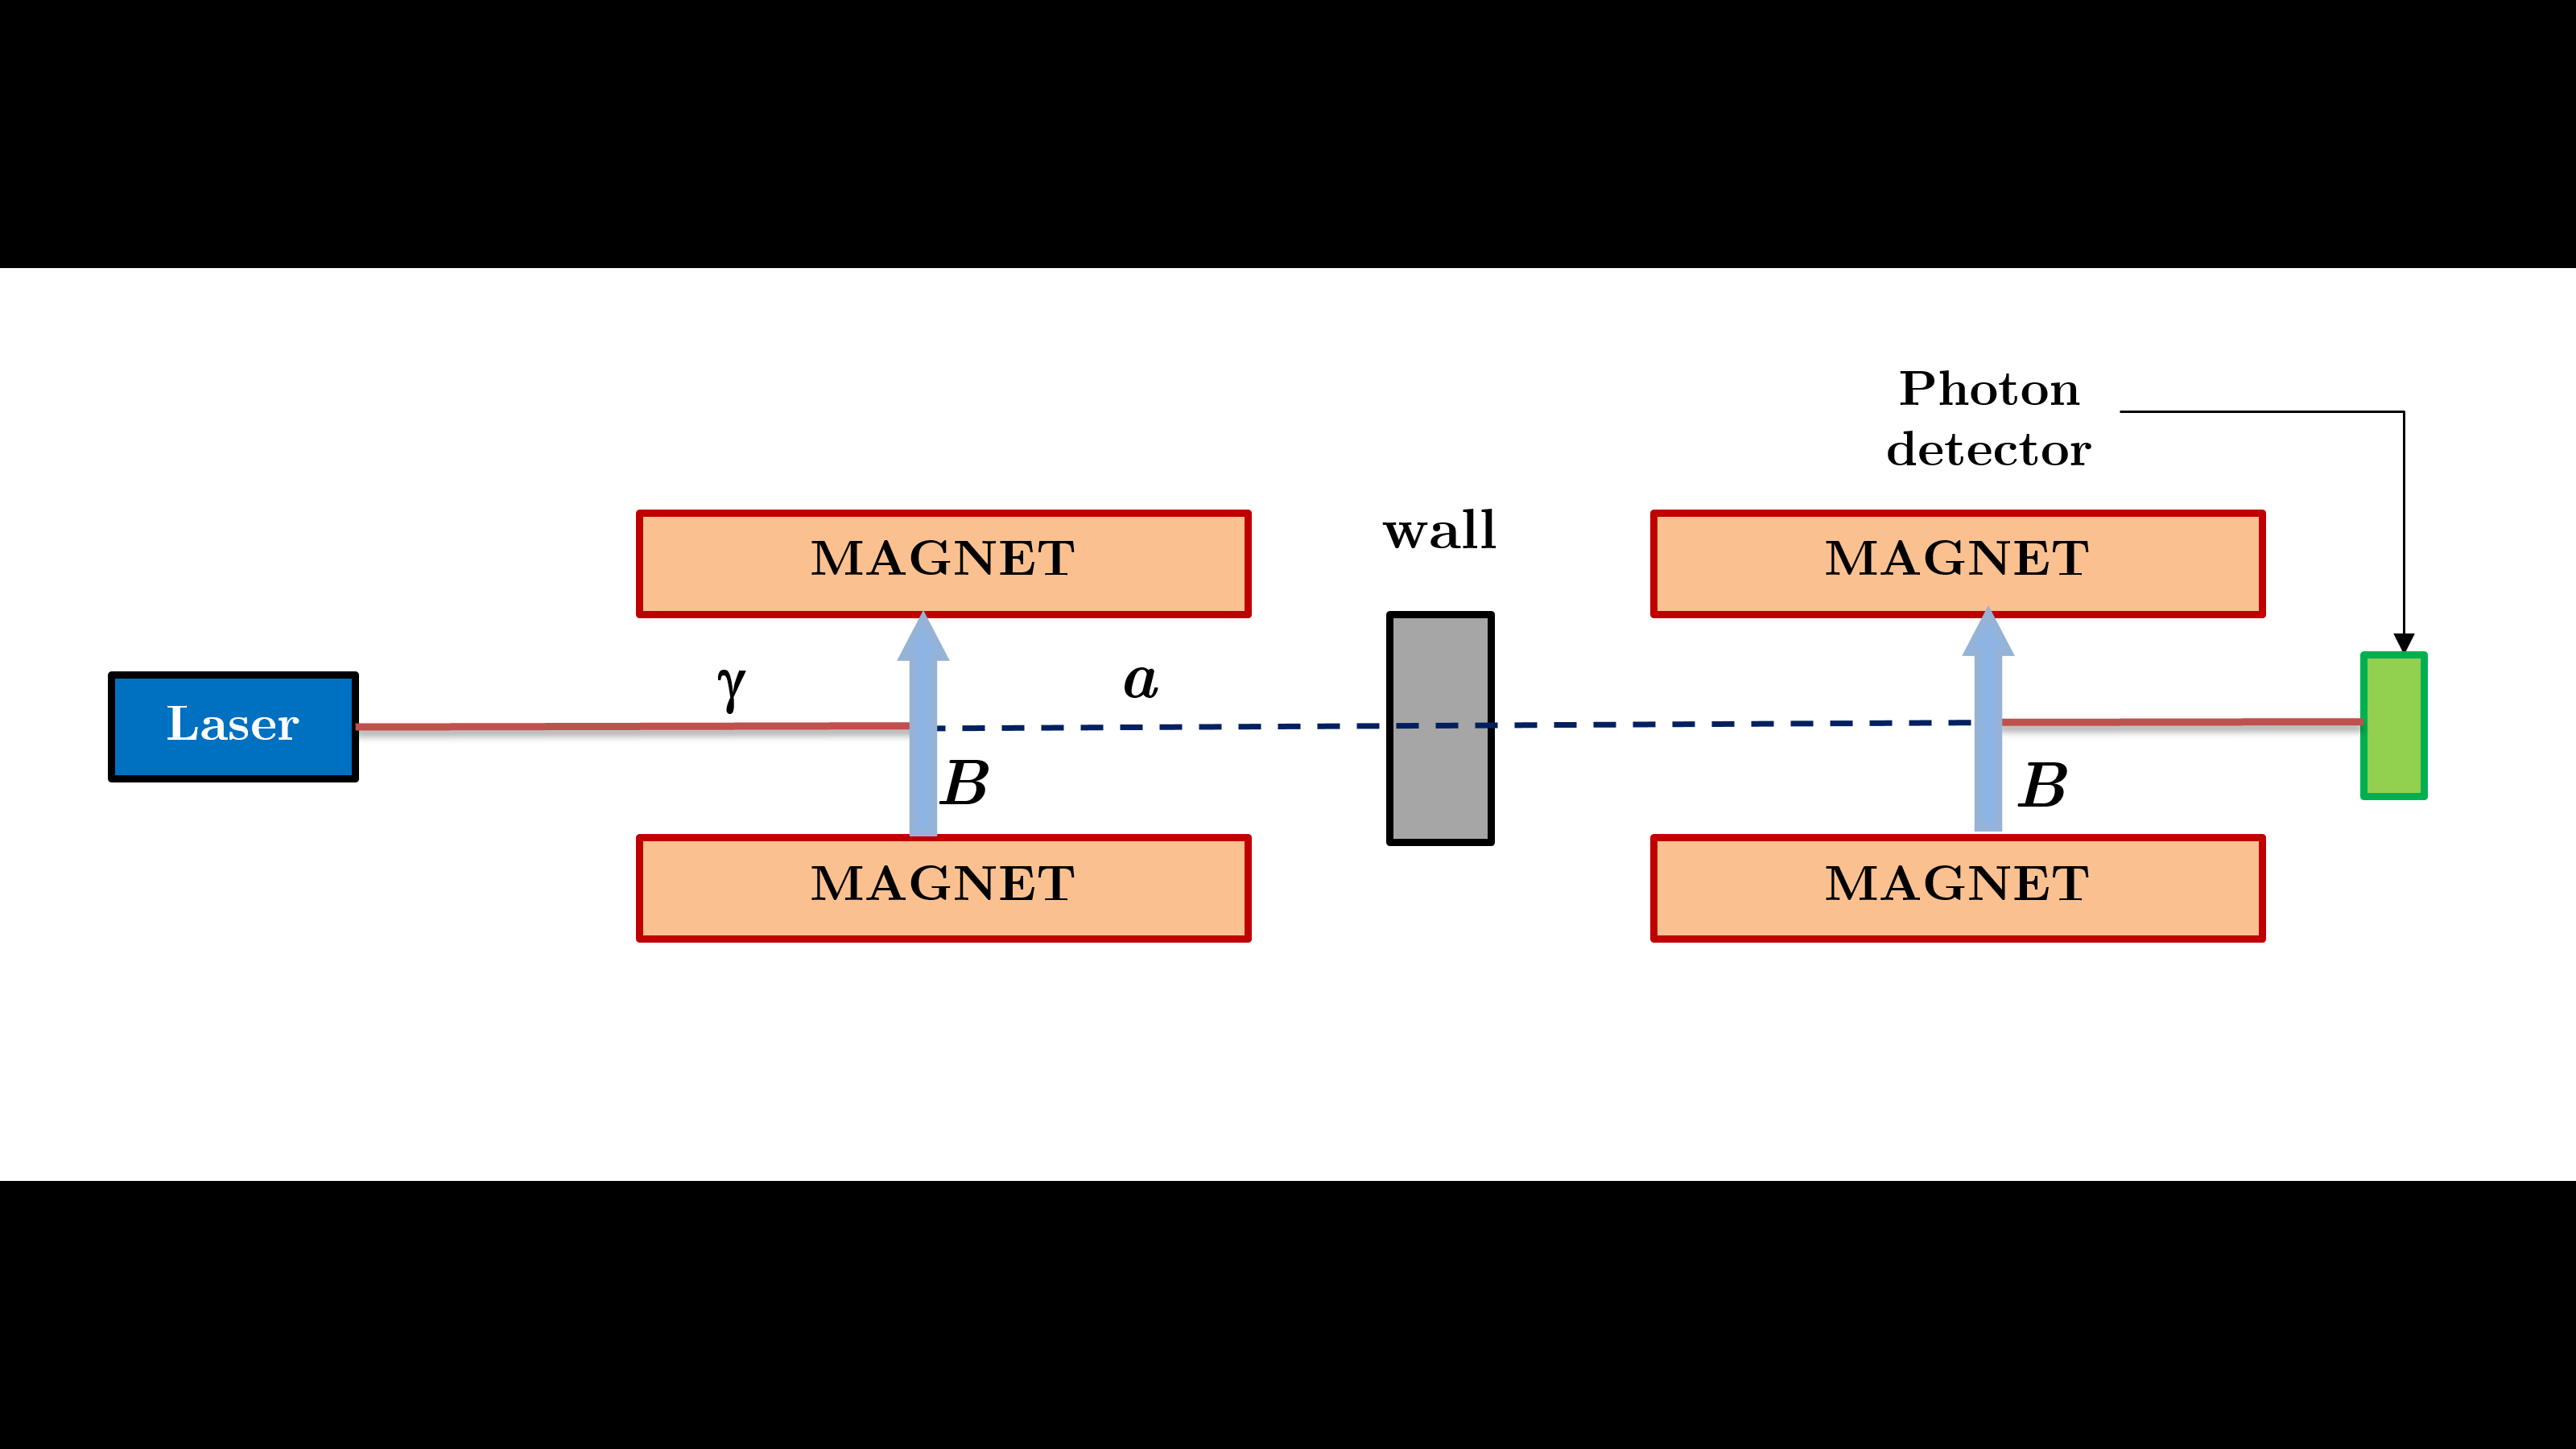 Photon
detector
wall
MAGNET
MAGNET
Laser
γ
a
B
B
MAGNET
MAGNET